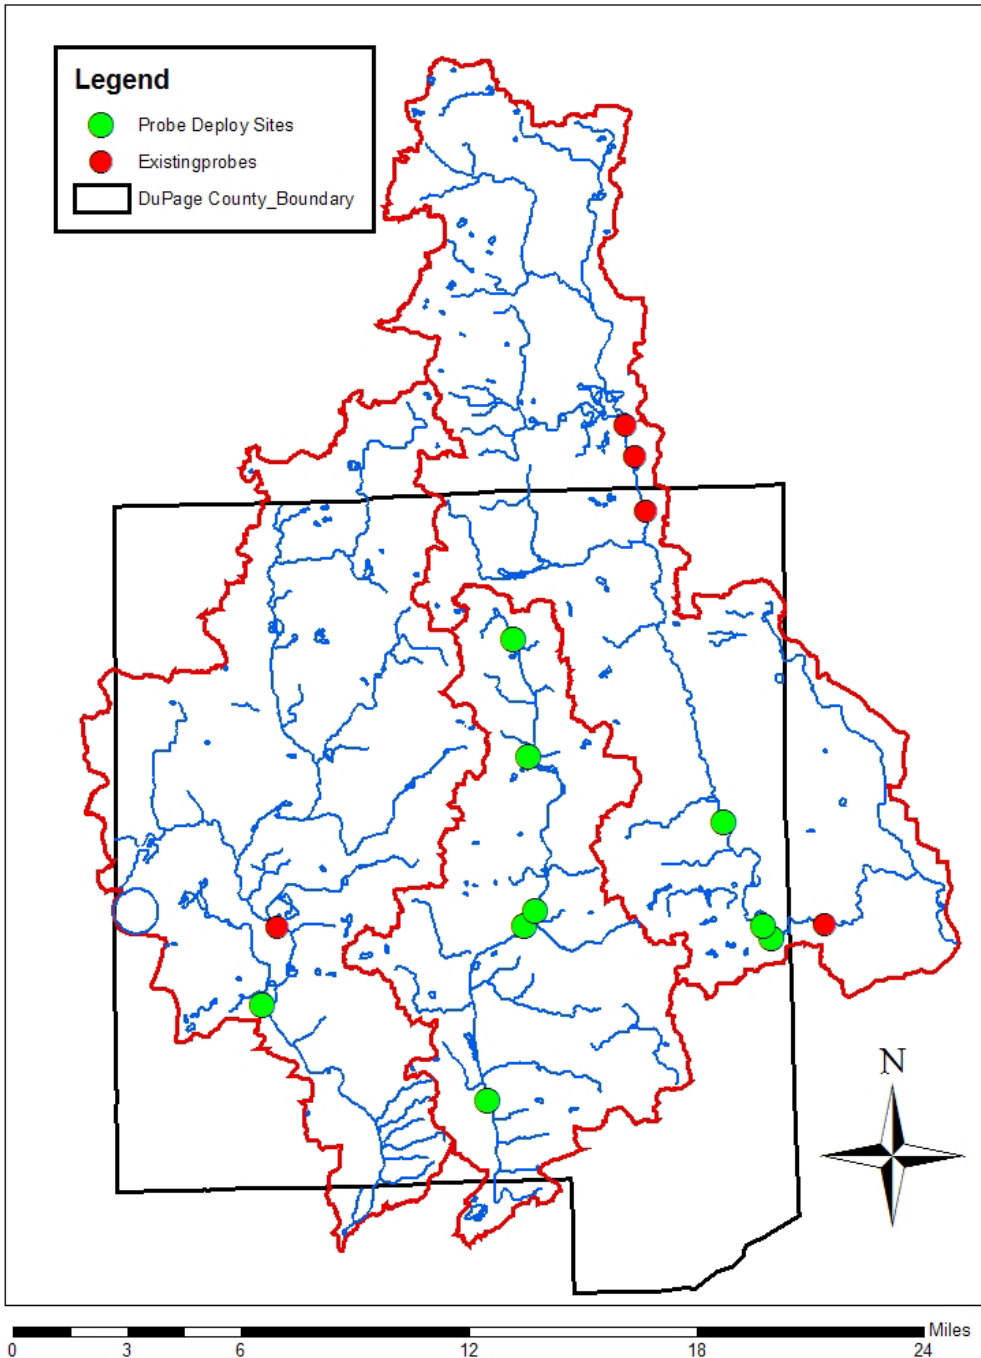 Legend
Probe Deploy Sites
Existingprobes
DuPage County_Boundary
N
Miles
0 3 6 12 18 24